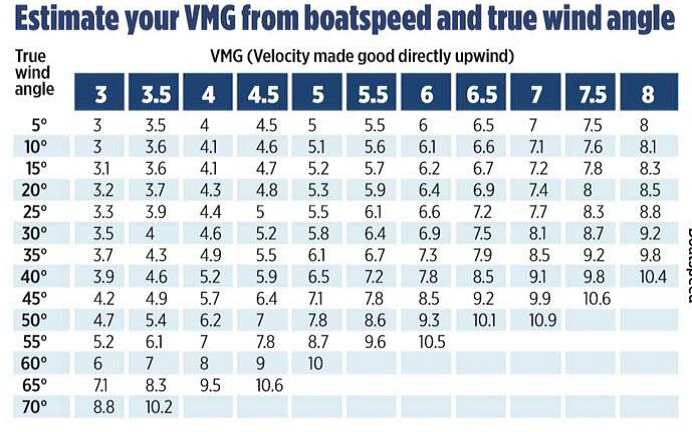 Estimate your VMG from boatspeed and true wind angle
True wind angle VMG (Velocity made good directly upwind)
3 3.5 4 4.5 5 5.5 6 6.5 7 7.5 8
5° 3 3.5 4 4.5 5 5.5 6 6.5 7 7.5 8
10° 3 3.6 4.1 4.6 5.1 5.6 6.1 6.6 7.1 7.6 8.1
15° 3.1 3.6 4.1 4.7 5.2 5.7 6.2 6.7 7.2 7.8 8.3
20° 3.2 3.7 4.3 4.8 5.3 5.9 6.4 6.9 7.4 8 8.5
25° 3.3 3.9 4.4 5 5.5 6.1 6.6 7.2 7.7 8.3 8.8
30° 3.5 4 4.6 5.2 5.8 6.4 6.9 7.5 8.1 8.7 9.2
35° 3.7 4.3 4.9 5.5 6.1 6.7 7.3 7.9 8.5 9.2 9.8
40° 3.9 4.6 5.2 5.9 6.5 7.2 7.8 8.5 9.1 9.8 10.4
45° 4.2 4.9 5.7 6.4 7.1 7.8 8.5 9.2 9.9 10.6
50° 4.7 5.4 6.2 7 7.8 8.6 9.3 10.1 10.9
55° 5.2 6.1 7 7.8 8.7 9.6 10.5
60° 6 7 8 9 10
65° 7.1 8.3 9.5 10.6
70° 8.8 10.2